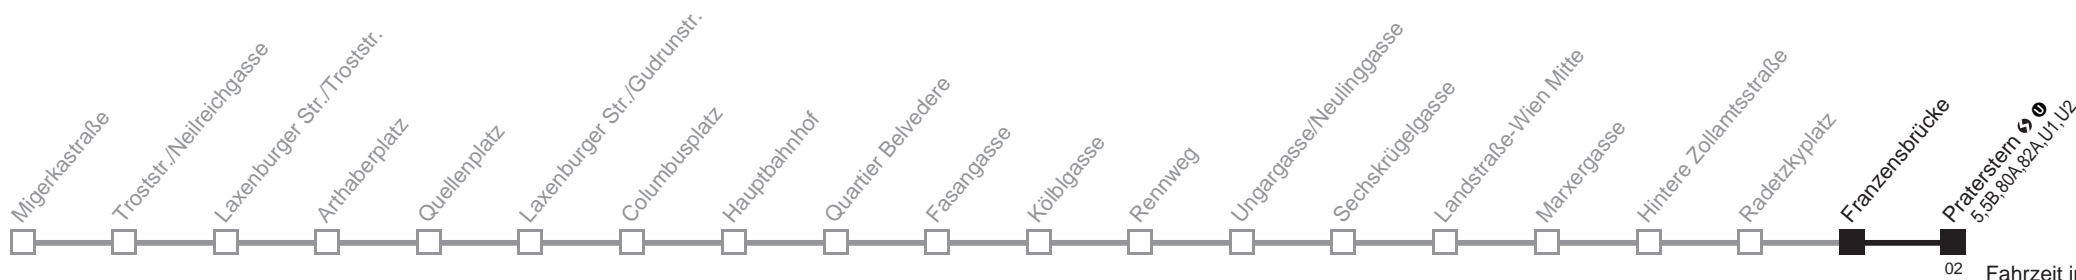 Migerkastraße
Troststr./Neilreichgasse
Laxenburger Str./Troststr.
Arthaberplatz
Quellenplatz
Laxenburger Str./Gudrunstr.
Columbusplatz
Hauptbahnhof
Quartier Belvedere
Fasangasse
Kölblgasse
Rennweg
Ungargasse/Neulinggasse
Sechskrügelgasse
Landstraße-Wien Mitte
Marxergasse
Hintere Zollamtsstraße
Radetzkyplatz
Franzensbrücke
Praterstern S U
5,5B,80A,82A,U1,U2
02
Fahrzeit i